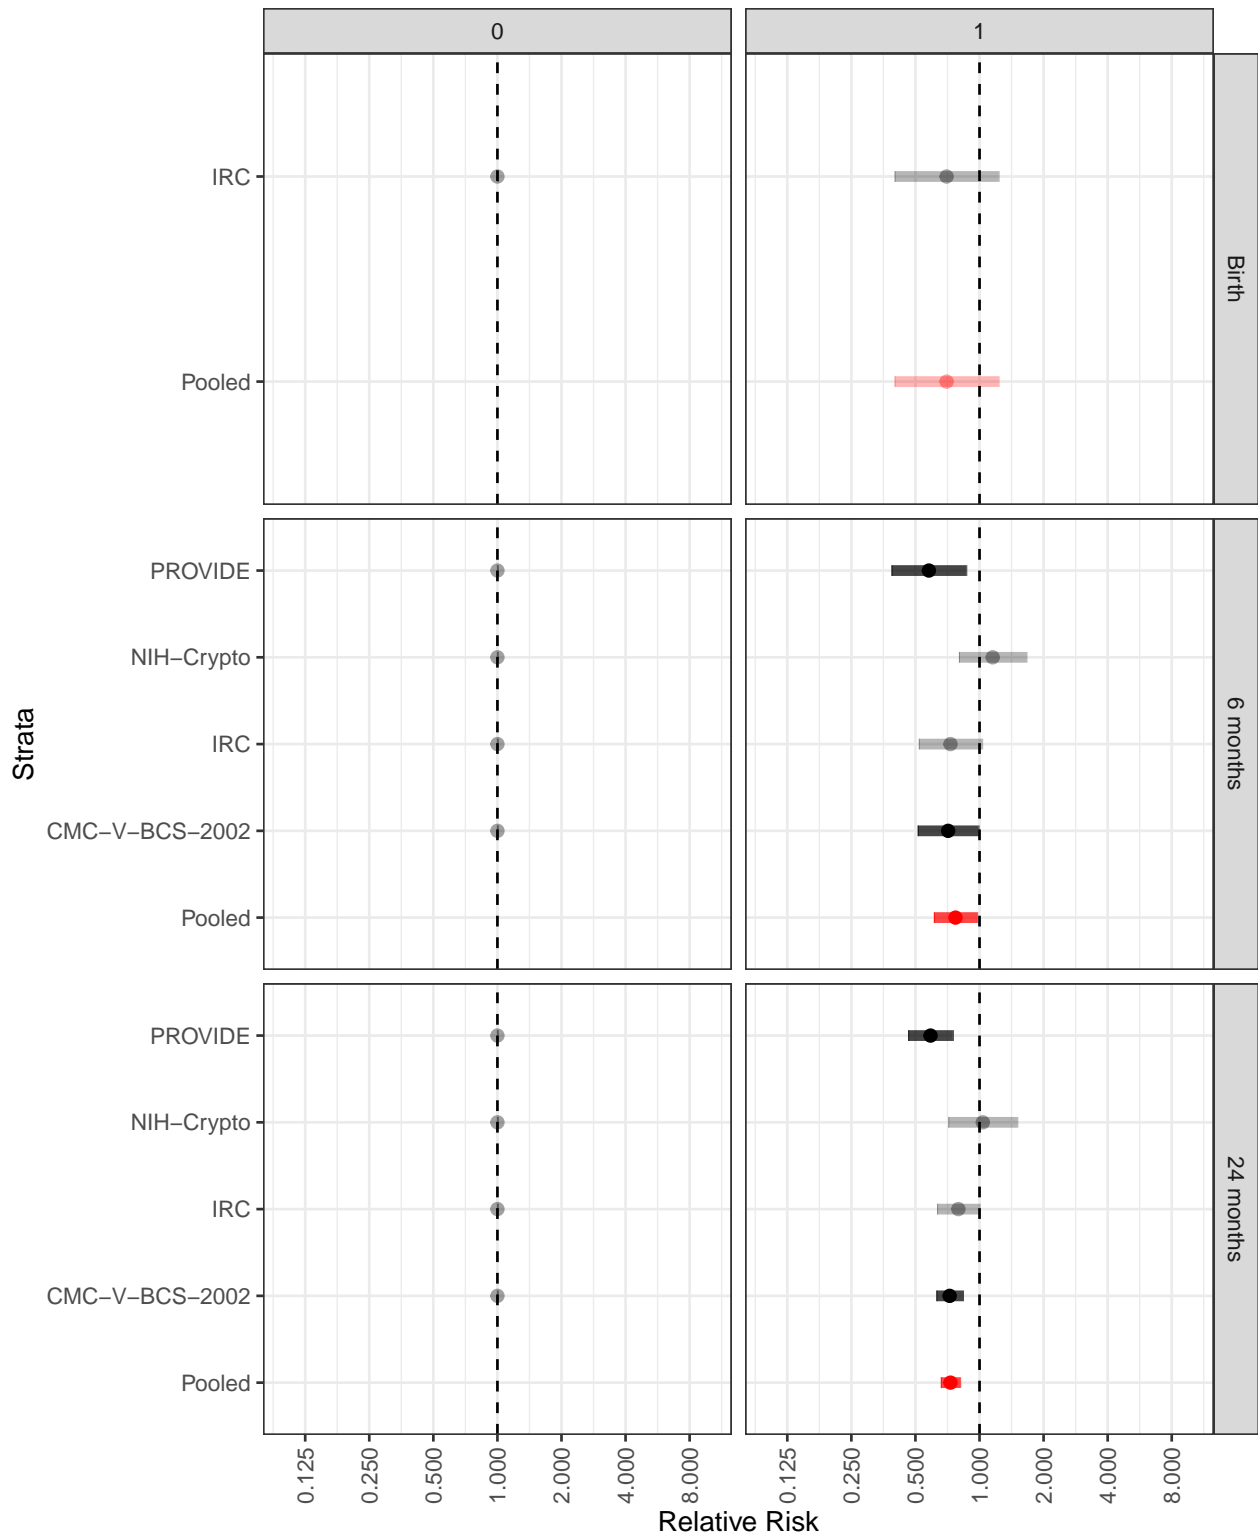 0
1
Birth
IRC
Pooled
6 months
PROVIDE
NIH−Crypto
IRC
CMC−V−BCS−2002
Pooled
Strata
24 months
PROVIDE
NIH−Crypto
IRC
CMC−V−BCS−2002
Pooled
0.125
0.250
0.500
1.000
2.000
4.000
8.000
0.125
0.250
0.500
1.000
2.000
4.000
8.000
Relative Risk